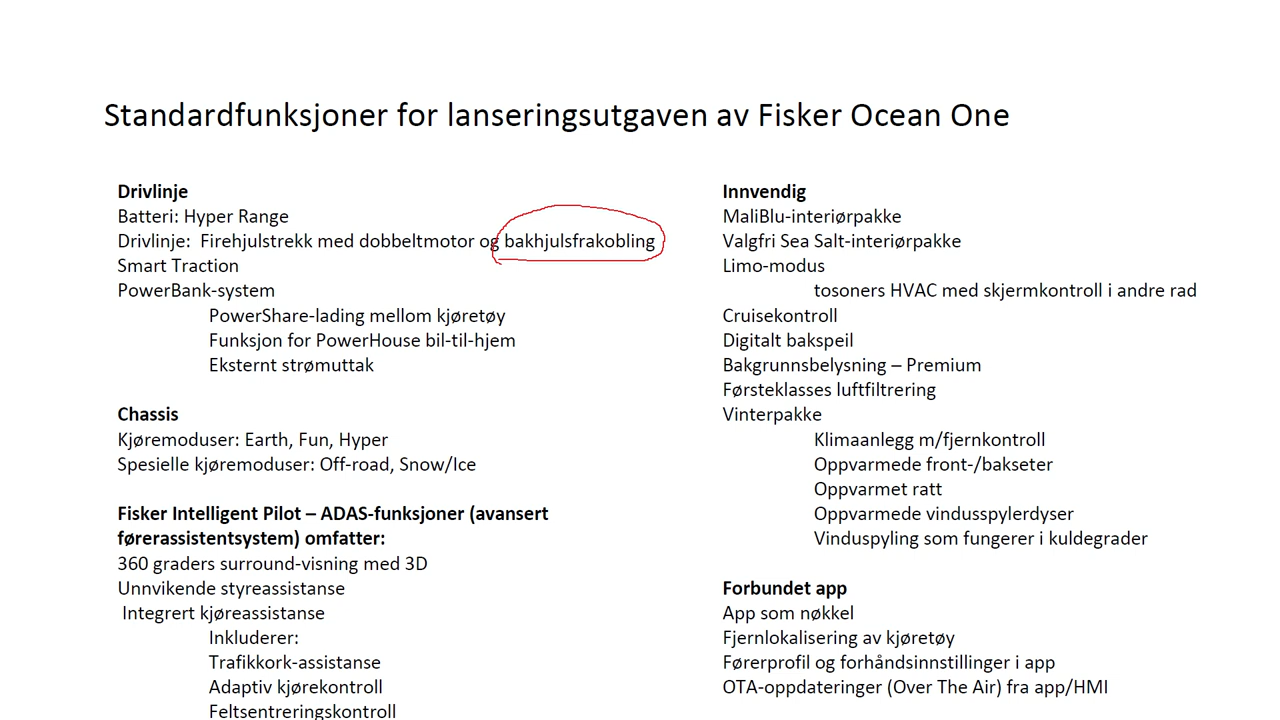 Standardfunksjoner for lanseringsutgaven av Fisker Ocean One
Drivlinje
Batteri: Hyper Range
Drivlinje:  Firehjulstrekk med dobbeltmotor og bakhjulsfrakobling
Smart Traction
PowerBank-system
PowerShare-lading mellom kjøretøy
Funksjon for PowerHouse bil-til-hjem
Eksternt strømuttak
Chassis
Kjøremoduser: Earth, Fun, Hyper
Spesielle kjøremoduser: Off-road, Snow/Ice
Fisker Intelligent Pilot – ADAS-funksjoner (avansert
førerassistentsystem) omfatter:
360 graders surround-visning med 3D
Unnvikende styreassistanse
Integrert kjøreassistanse
Inkluderer:
Trafikkork-assistanse
Adaptiv kjørekontroll
Feltsentreringskontroll
Innvendig
MaliBlu-interiørpakke
Valgfri Sea Salt-interiørpakke
Limo-modus
tosoners HVAC med skjermkontroll i andre rad
Cruisekontroll
Digitalt bakspeil
Bakgrunnsbelysning – Premium
Førsteklasses luftfiltrering
Vinterpakke
Klimaanlegg m/fjernkontroll
Oppvarmede front-/bakseter
Oppvarmet ratt
Oppvarmede vindusspylerdyser
Vinduspyling som fungerer i kuldegrader
Forbundet app
App som nøkkel
Fjernlokalisering av kjøretøy
Førerprofil og forhåndsinnstillinger i app
OTA-oppdateringer (Over The Air) fra app/HMI